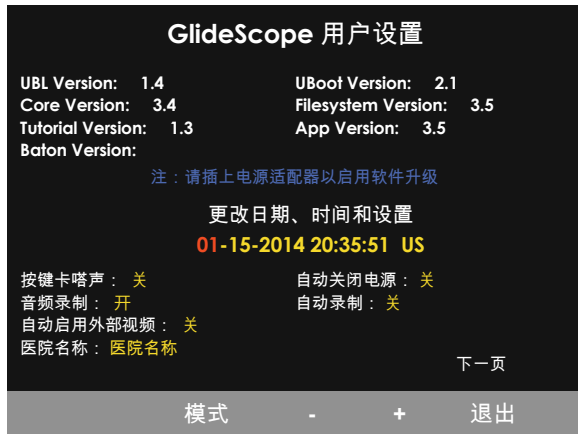 GlideScope 用户设置
UBL Version: 1.4 UBoot Version: 2.1
Core Version: 3.4 Filesystem Version: 3.5
Tutorial Version: 1.3 App Version: 3.5
Baton Version:
注：请插上电源适配器以启用软件升级
更改日期、时间和设置
01-15-2014 20:35:51 US
按键卡嗒声： 关 自动关闭电源： 关
音频录制： 开 自动录制： 关
自动启用外部视频： 关
医院名称： 医院名称
下一页
模式 - + 退出